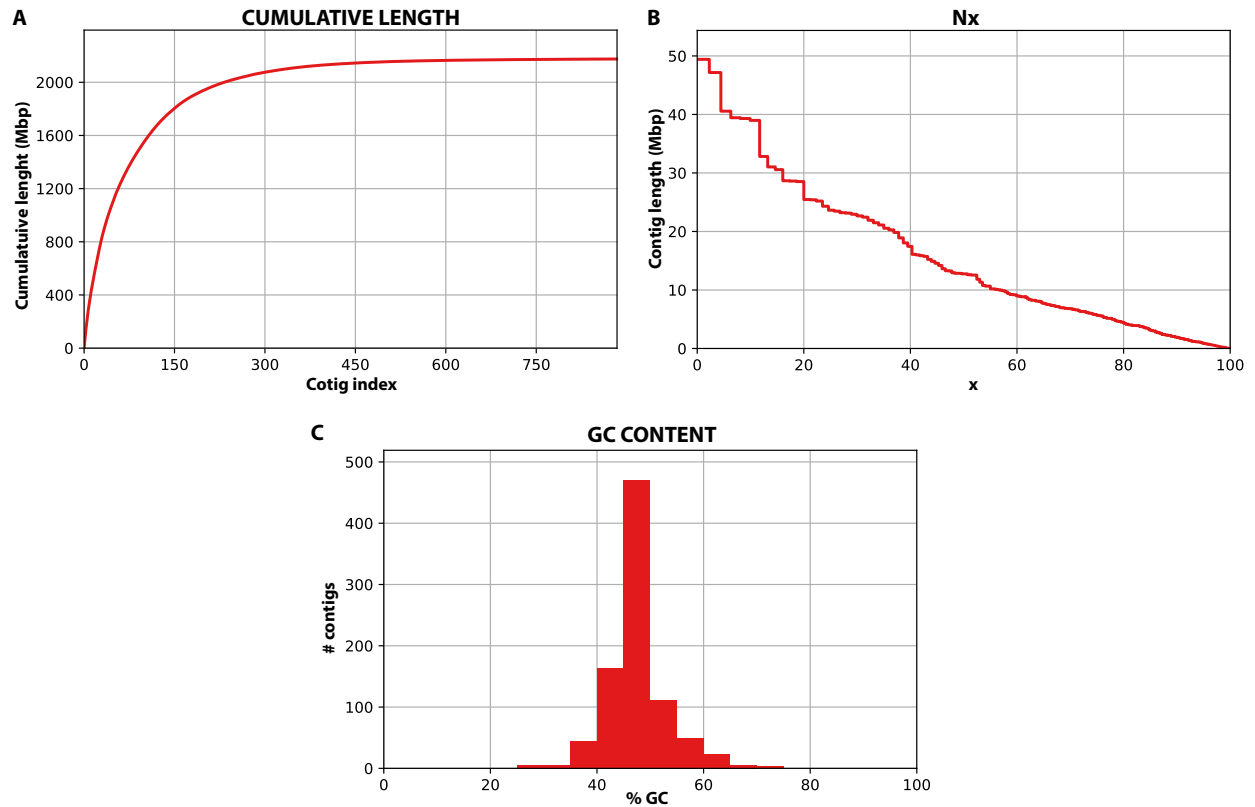 A
CUMULATIVE LENGTH
Cumulatuive lenght (Mbp)
2000
1600
1200
800
400
0
0 150 300 450 600 750
Cotig index
B
Nx
Contig length (Mbp)
50
40
30
20
10
0
0 20 40 60 80 100
x
C
GC CONTENT
# contigs
500
400
300
200
100
0
0 20 40 60 80 100
% GC